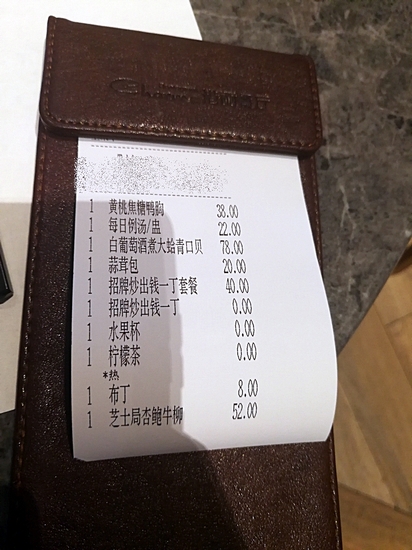 1 黄桃焦糖鸭胸 38.00
1 每日例汤/盅 22.00
1 白葡萄酒煮大蛤青口贝 78.00
1 蒜茸包 20.00
1 招牌炒出钱一丁套餐 40.00
1 招牌炒出钱一丁 0.00
1 水果杯 0.00
1 柠檬茶 0.00
*热
1 布丁 8.00
1 芝士局杏鲍牛柳 52.00